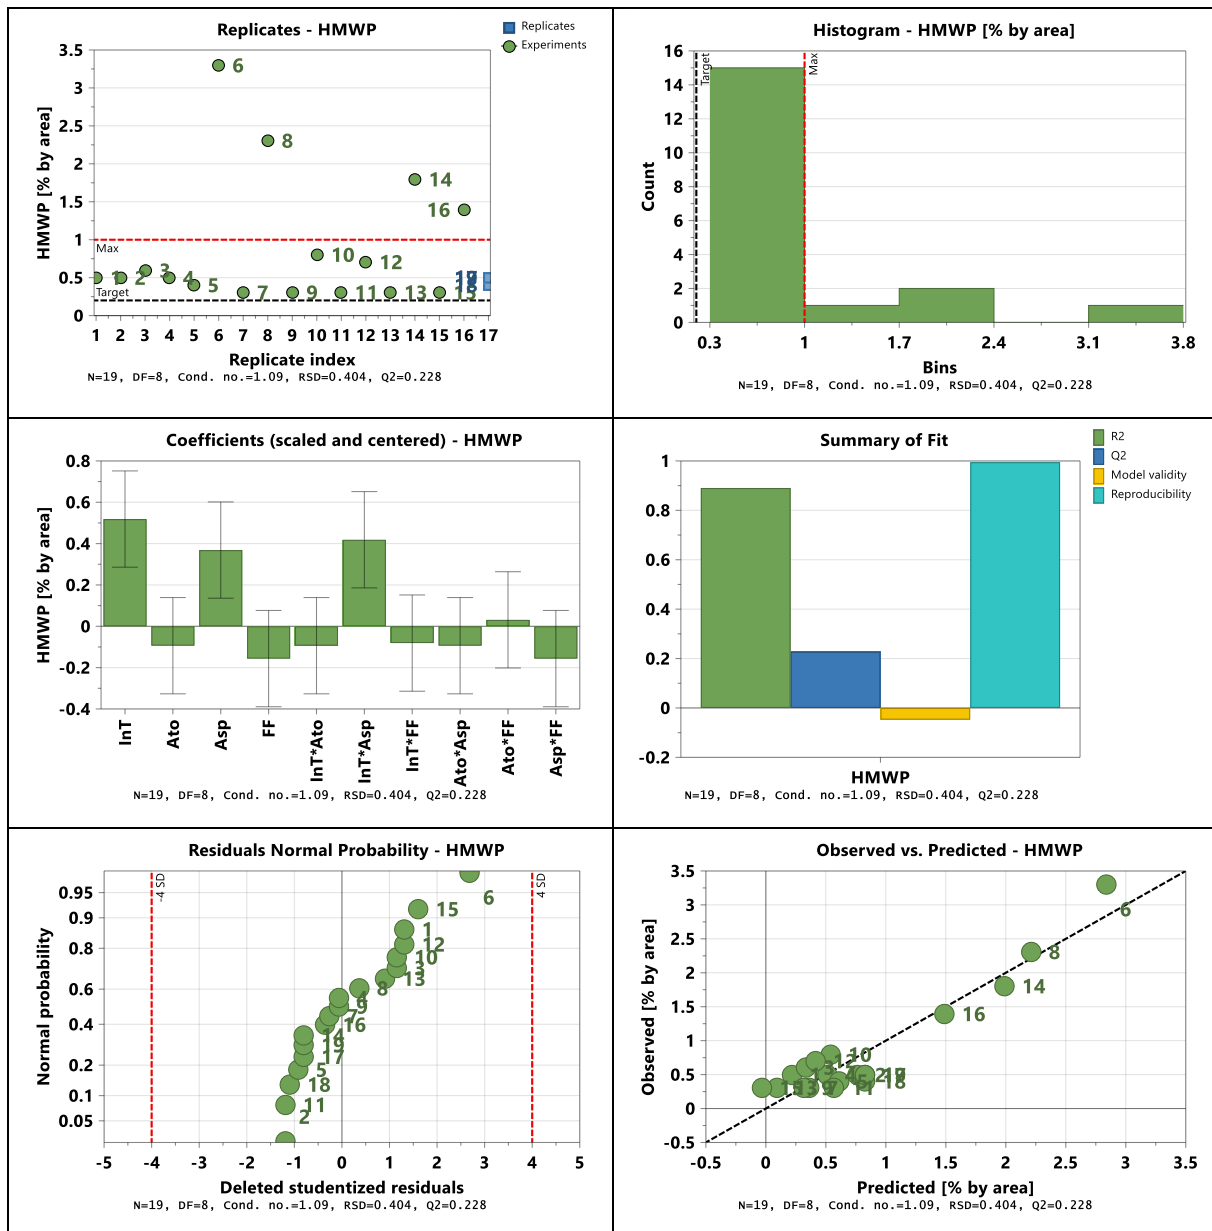 Replicates - HMWP
Replicates
Experiments
HMWP [% by area]
3.5
3
2.5
2
1.5
1
0.5
0
Max
Target
6
8
14
16
10
12
1
2
3
4
5
7
9
11
13
15
18
1 2 3 4 5 6 7 8 9 10 11 12 13 14 15 16 17
Replicate index
N=19, DF=8, Cond. no.=1.09, RSD=0.404, Q2=0.228
Histogram - HMWP [% by area]
Target
Max
Count
16
14
12
10
8
6
4
2
0
0.3 1 1.7 2.4 3.1 3.8
Bins
N=19, DF=8, Cond. no.=1.09, RSD=0.404, Q2=0.228
Coefficients (scaled and centered) - HMWP
HMWP [% by area]
0.8
0.6
0.4
0.2
0
-0.2
-0.4
InT
Ato
Asp
FF
InT*Ato
InT*Asp
InT*FF
Ato*Asp
Ato*FF
Asp*FF
N=19, DF=8, Cond. no.=1.09, RSD=0.404, Q2=0.228
Summary of Fit
R2
Q2
Model validity
Reproducibility
1
0.8
0.6
0.4
0.2
0
-0.2
HMWP
N=19, DF=8, Cond. no.=1.09, RSD=0.404, Q2=0.228
Residuals Normal Probability - HMWP
-4 SD
4 SD
Normal probability
0.95
0.9
0.8
0.6
0.4
0.2
0.1
0.05
6
15
1
12
10
3
13
8
4
9
7
16
14
19
17
5
18
11
2
-5 -4 -3 -2 -1 0 1 2 3 4 5
Deleted studentized residuals
N=19, DF=8, Cond. no.=1.09, RSD=0.404, Q2=0.228
Observed vs. Predicted - HMWP
Observed [% by area]
3.5
3
2.5
2
1.5
1
0.5
0
-0.5
6
8
14
16
10
12
3
18
11
-0.5 0 0.5 1 1.5 2 2.5 3 3.5
Predicted [% by area]
N=19, DF=8, Cond. no.=1.09, RSD=0.404, Q2=0.228